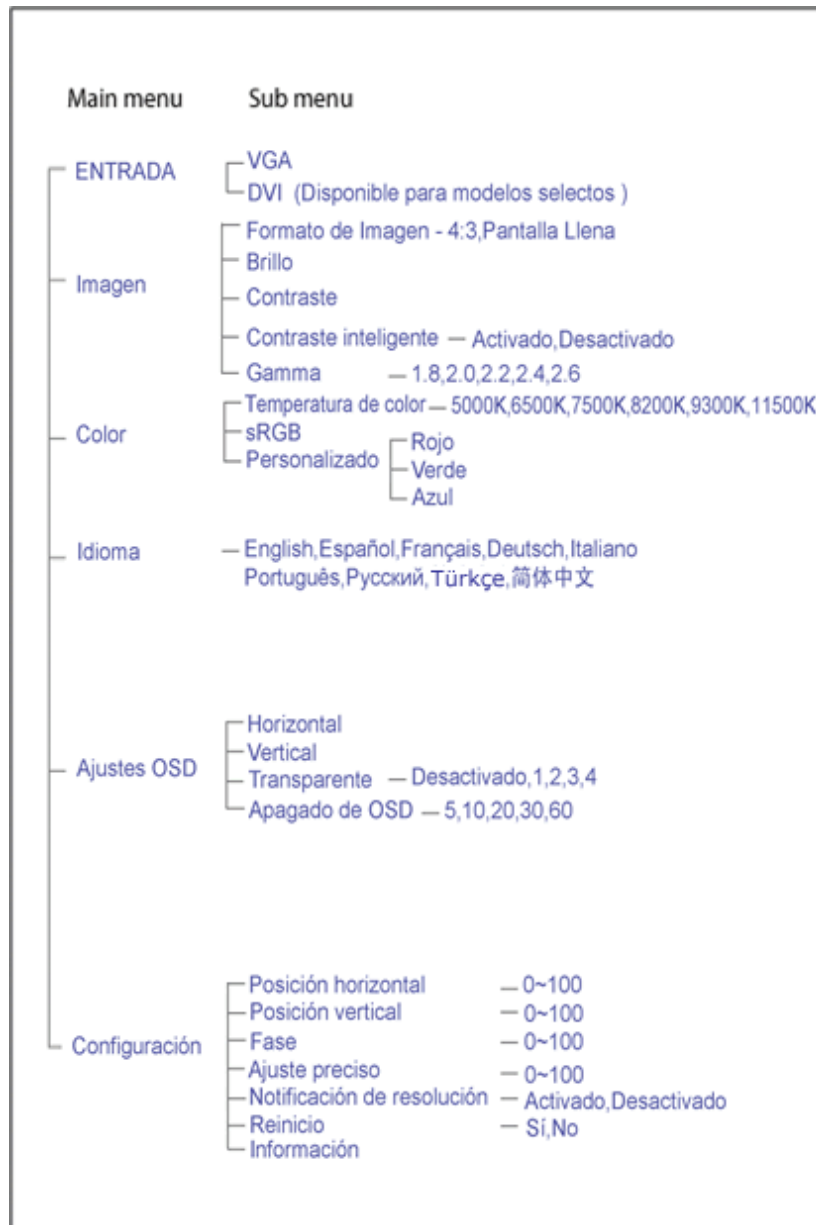 Main menu Sub menu
ENTRADA
VGA
DVI (Disponible para modelos selectos )
Imagen
Formato de Imagen - 4:3,Pantalla Llena
Brillo
Contraste
Contraste inteligente — Activado,Desactivado
Gamma — 1.8,2.0,2.2,2.4,2.6
Color
Temperatura de color — 5000K,6500K,7500K,8200K,9300K,11500K
sRGB
Personalizado
Rojo
Verde
Azul
Idioma — English,Español,Français,Deutsch,Italiano
Português,Русский,Türkçe,简体中文
Ajustes OSD
Horizontal
Vertical
Transparente — Desactivado,1,2,3,4
Apagado de OSD — 5,10,20,30,60
Configuración
Posición horizontal — 0~100
Posición vertical — 0~100
Fase — 0~100
Ajuste preciso — 0~100
Notificación de resolución — Activado,Desactivado
Reinicio — Sí,No
Información